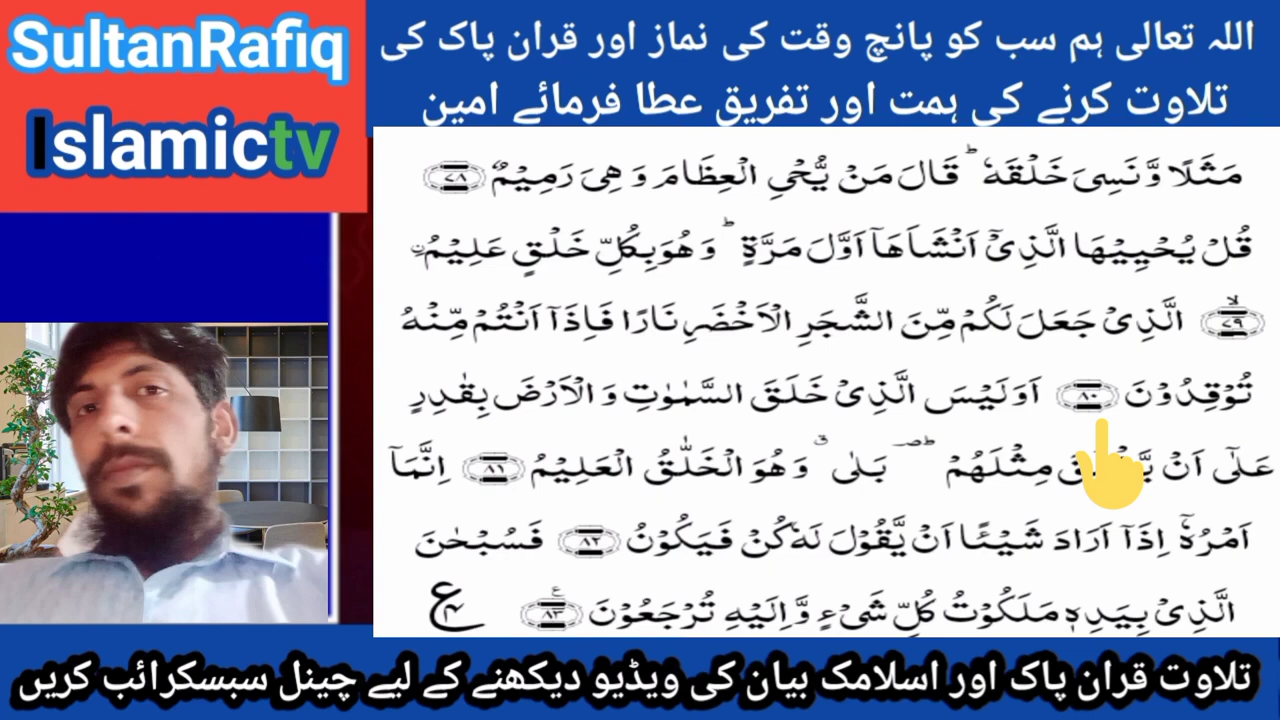 SultanRafiq
Islamictv
اللہ تعالی ہم سب کو پانچ وقت کی نماز اور قران پاک کی
تلاوت کرنے کی ہمت اور تفریق عطا فرمائے امین
مَثَلًا وَّنَسِیَ خَلْقَهٗ ؕ قَالَ مَنْ یُّحْیِ الْعِظَامَ وَهِیَ رَمِیْمٌ ﴿۷۸﴾
قُلْ یُحْیِیْهَا الَّذِیْۤ اَنْشَاَهَاۤ اَوَّلَ مَرَّةٍ ؕ وَهُوَ بِكُلِّ خَلْقٍ عَلِیْمُ ۨ
﴿ۙ۷۹﴾ الَّذِیْ جَعَلَ لَكُمْ مِّنَ الشَّجَرِ الْاَخْضَرِ نَارًا فَاِذَاۤ اَنْتُمْ مِّنْهُ
تُوْقِدُوْنَ ﴿۸۰﴾ اَوَلَیْسَ الَّذِیْ خَلَقَ السَّمٰوٰتِ وَالْاَرْضَ بِقٰدِرٍ
عَلٰۤی اَنْ مِثْلَهُمْ ؕؔ بَلٰی ۗ وَهُوَ الْخَلّٰقُ الْعَلِیْمُ ﴿۸۱﴾ اِنَّمَاۤ
اَمْرُهٗۤ اِذَاۤ اَرَادَ شَیْـًٔا اَنْ یَّقُوْلَ لَهٗ كُنْ فَیَكُوْنُ ﴿۸۲﴾ فَسُبْحٰنَ
الَّذِیْ بِیَدِهٖ مَلَكُوْتُ كُلِّ شَیْءٍ وَّاِلَیْهِ تُرْجَعُوْنَ ﴿۸۳﴾ ع ۴
تلاوت قران پاک اور اسلامک بیان کی ویڈیو دیکھنے کے لیے چینل سبسکرائب کریں